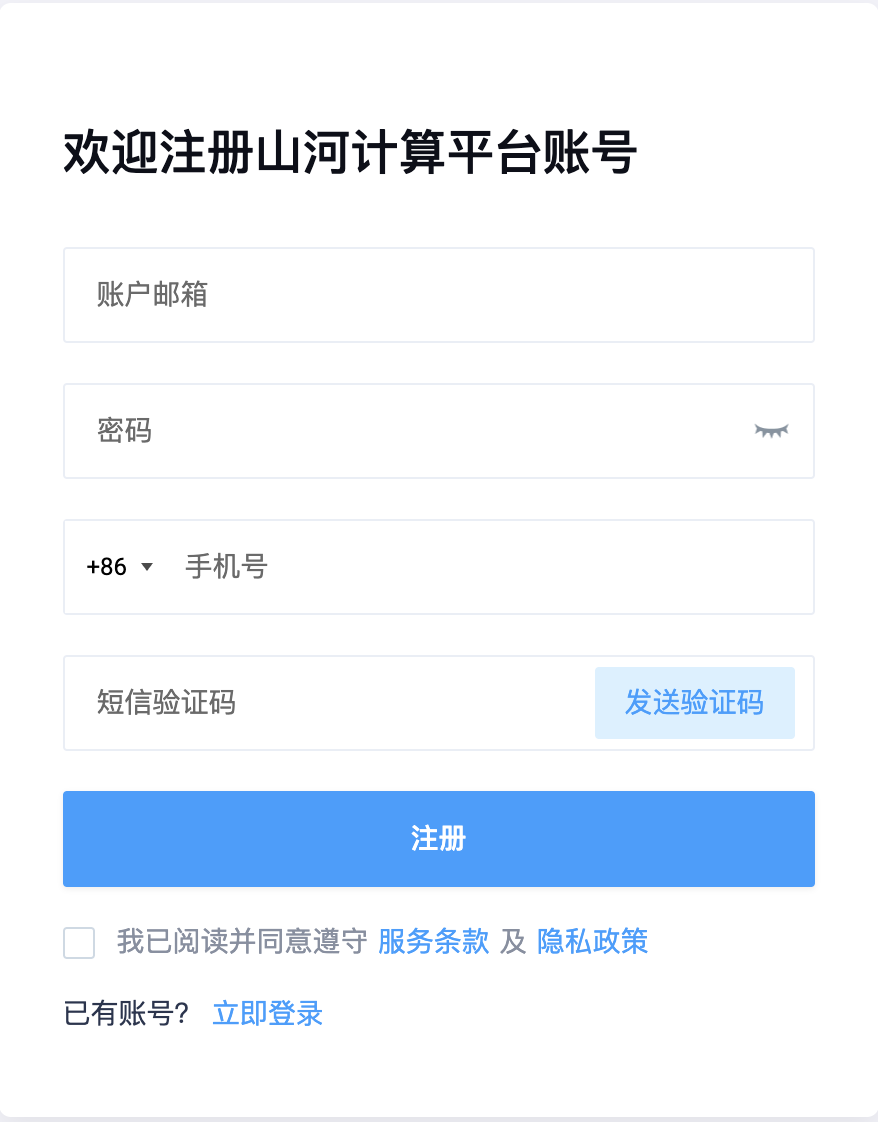 欢迎注册山河计算平台账号
账户邮箱
密码
+86 手机号
短信验证码 发送验证码
注册
我已阅读并同意遵守 服务条款 及 隐私政策
已有账号? 立即登录